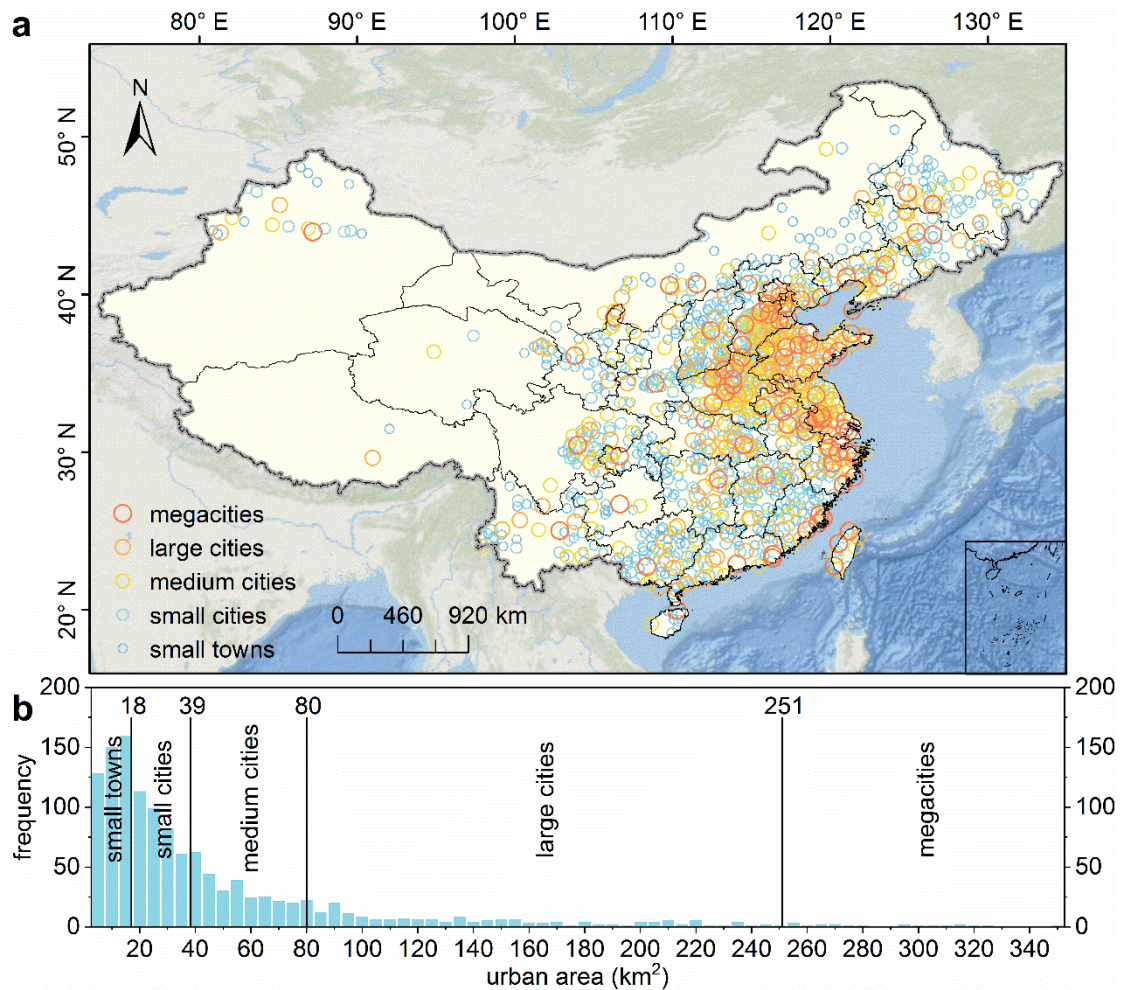 a
80° E 90° E 100° E 110° E 120° E 130° E
N
50° N
40° N
30° N
20° N
megacities
large cities
medium cities
small cities
small towns
0 460 920 km
b
200 18 39 80 251 200
150 150
100 100
50 50
0 0
frequency
small towns
small cities
medium cities
large cities
megacities
20 40 60 80 100 120 140 160 180 200 220 240 260 280 300 320 340
urban area (km²)